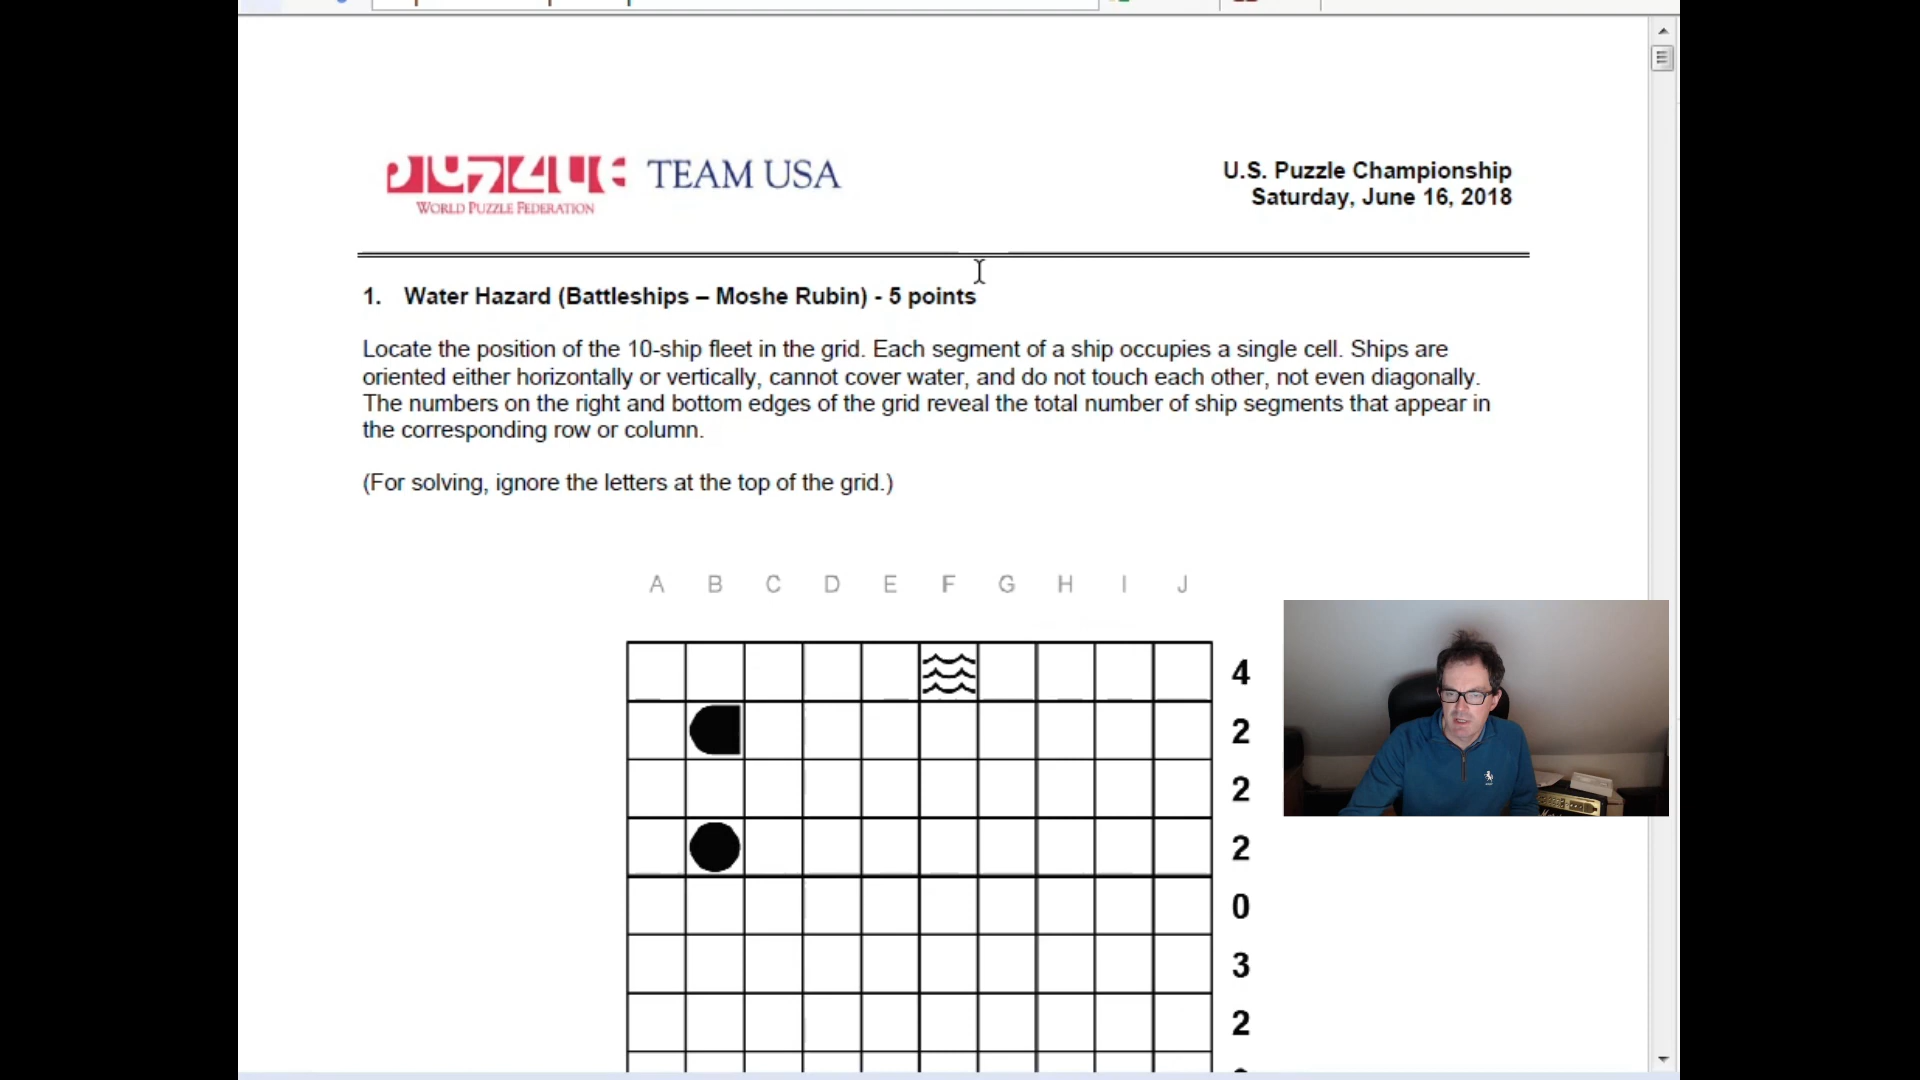 PUZZLE TEAM USA
WORLD PUZZLE FEDERATION
U.S. Puzzle Championship
Saturday, June 16, 2018
1. Water Hazard (Battleships – Moshe Rubin) - 5 points
Locate the position of the 10-ship fleet in the grid. Each segment of a ship occupies a single cell. Ships are
oriented either horizontally or vertically, cannot cover water, and do not touch each other, not even diagonally.
The numbers on the right and bottom edges of the grid reveal the total number of ship segments that appear in
the corresponding row or column.
(For solving, ignore the letters at the top of the grid.)
A B C D E F G H I J
4
2
2
2
0
3
2